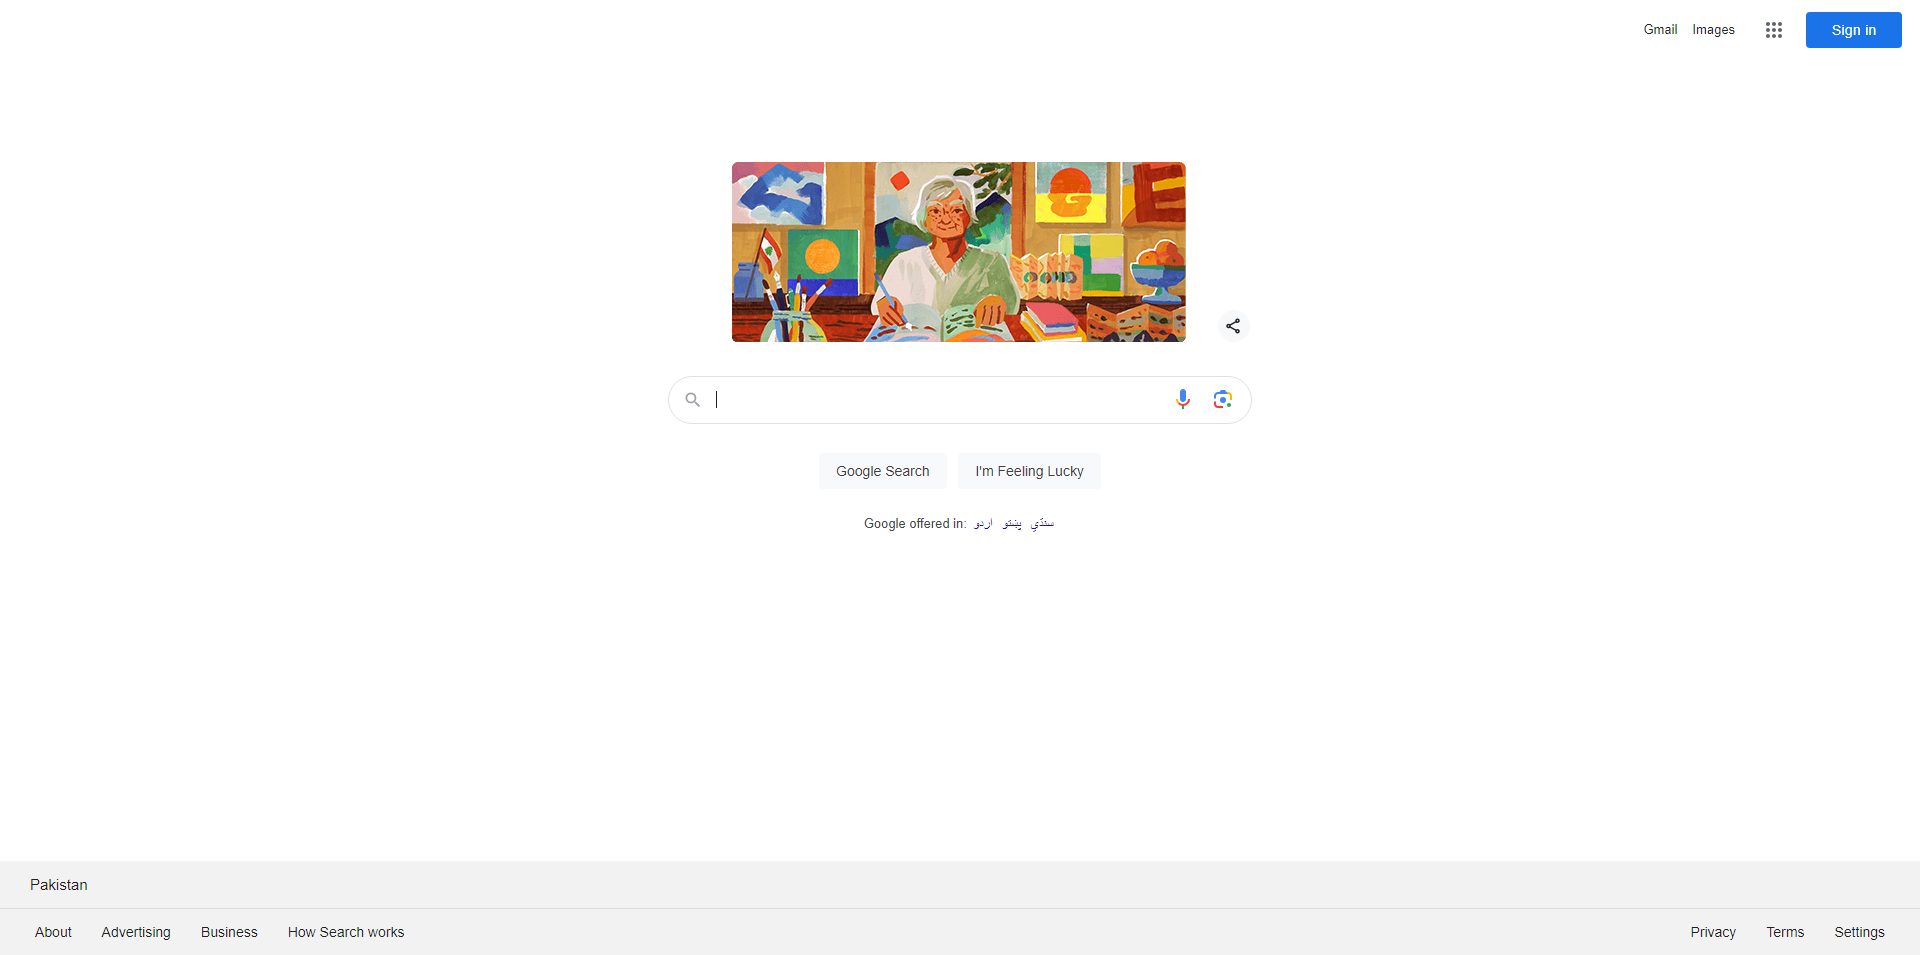 Gmail Images Sign in
Google Search I'm Feeling Lucky
Google offered in: اردو پښتو سنڌي
Pakistan
About Advertising Business How Search works Privacy Terms Settings